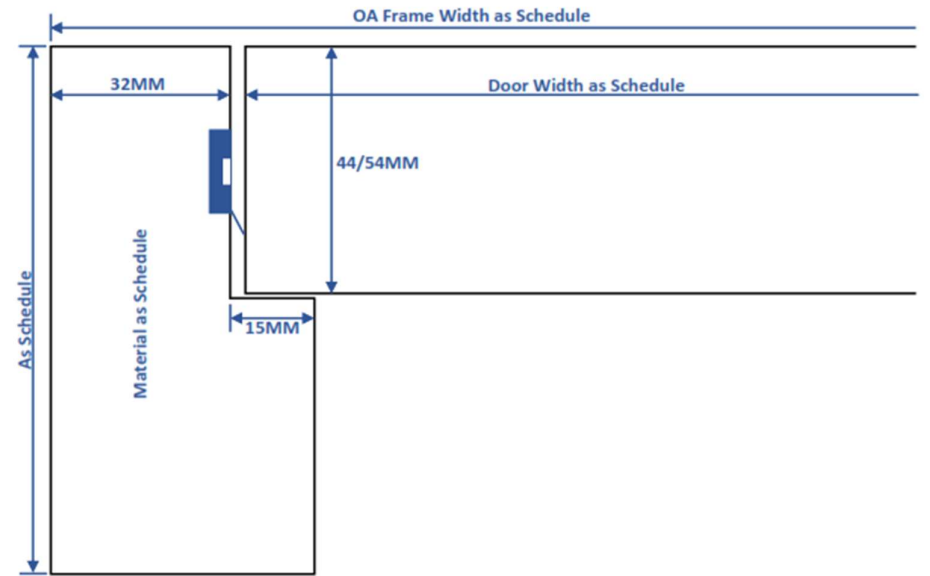 OA Frame Width as Schedule
32MM
Door Width as Schedule
44/54MM
As Schedule
Material as Schedule
15MM